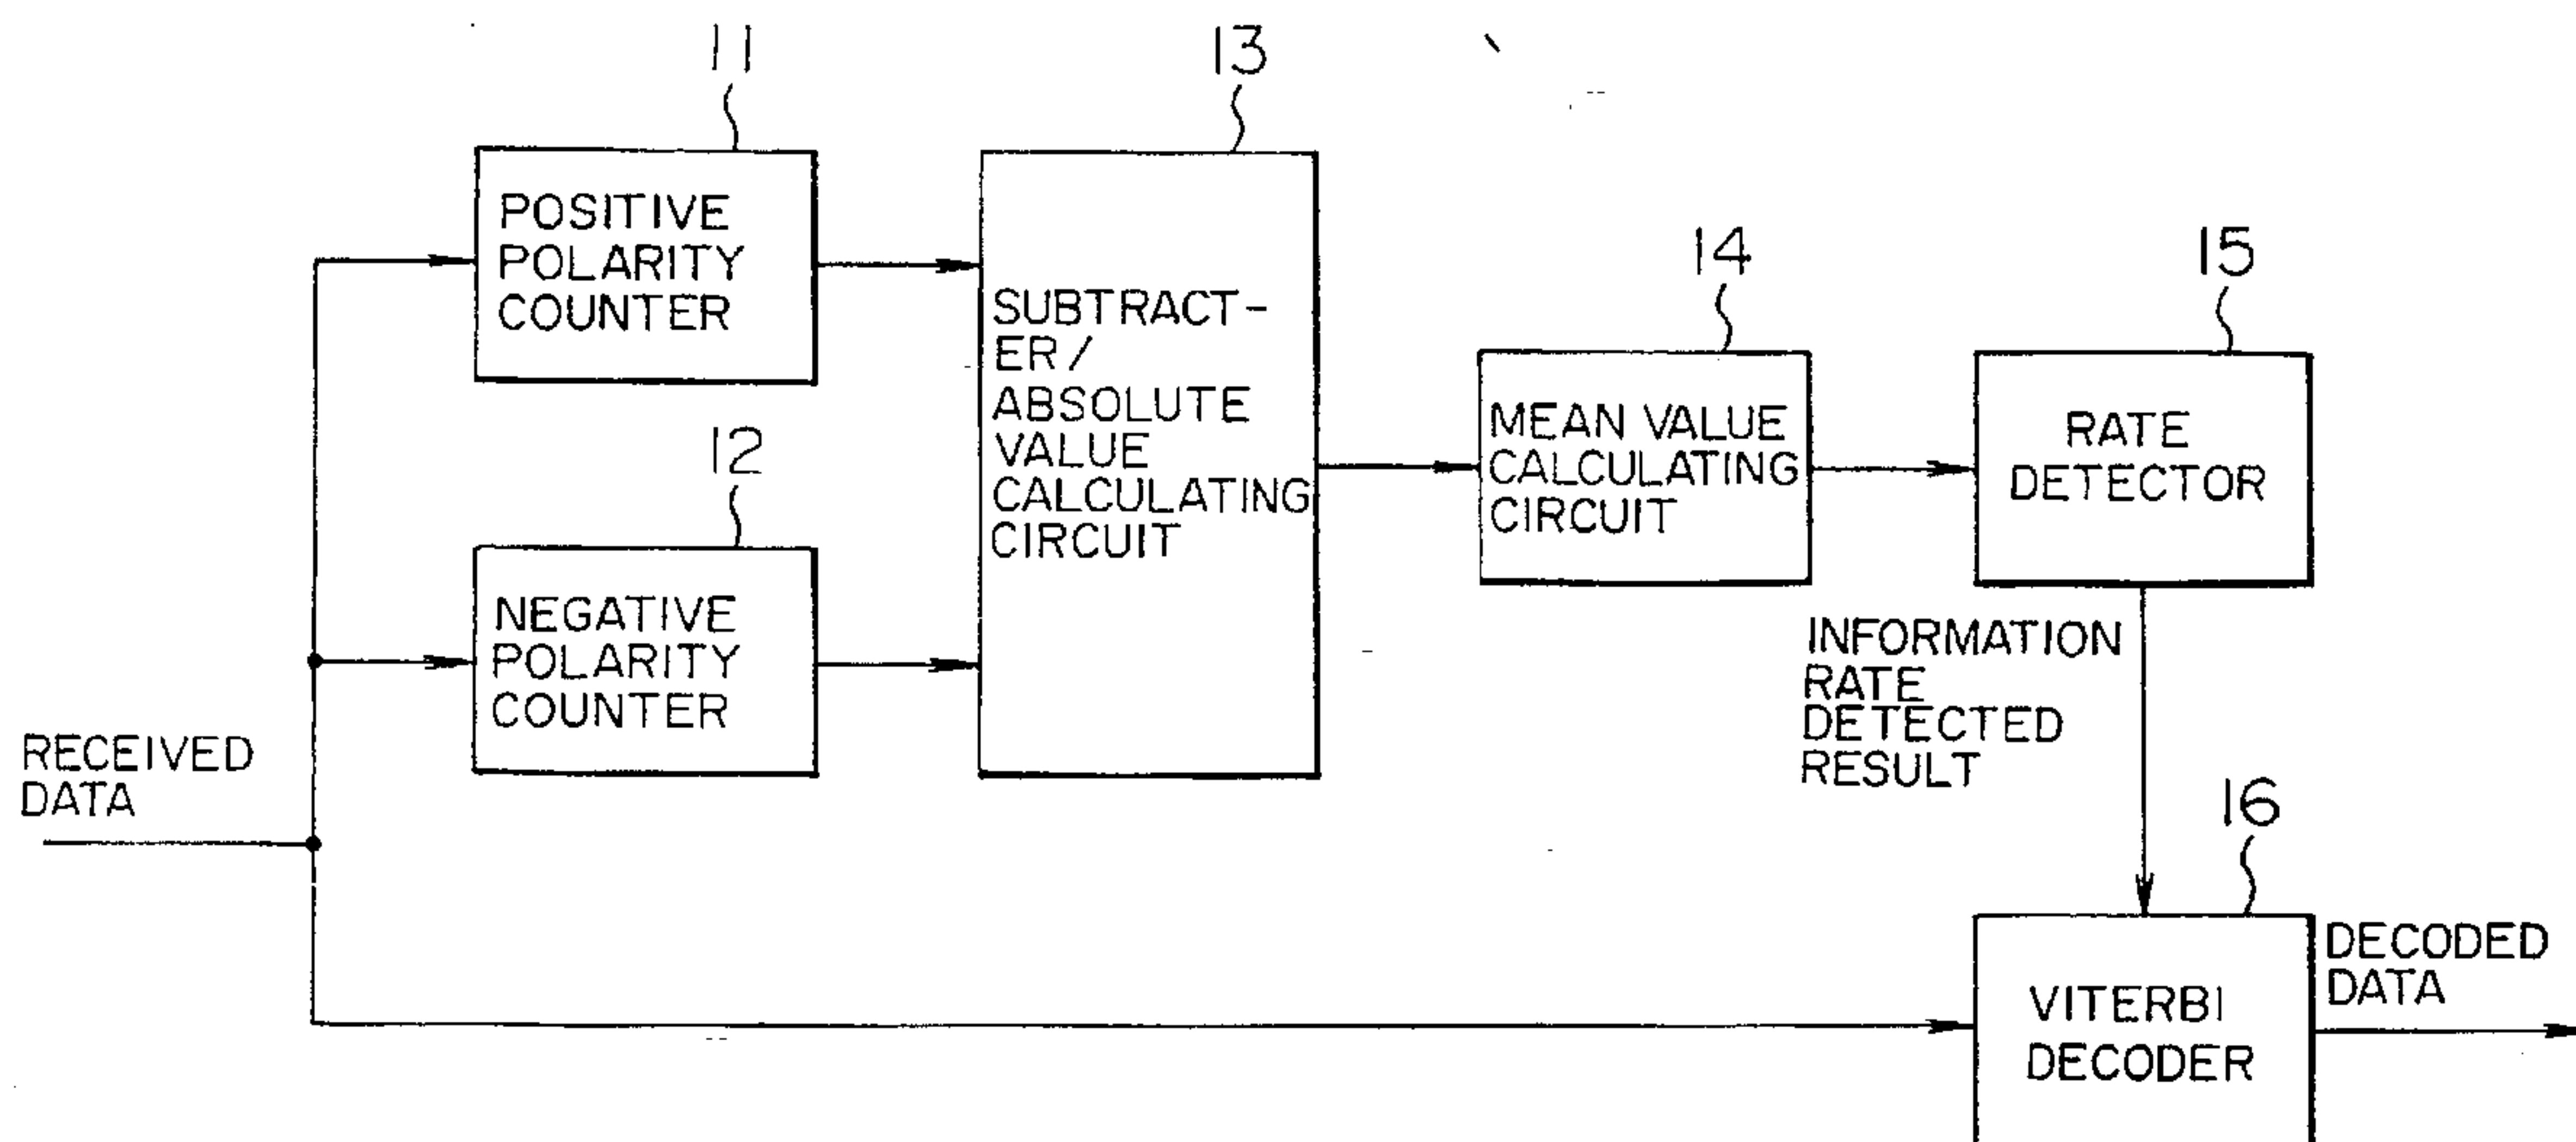 11
POSITIVE
POLARITY
COUNTER
12
NEGATIVE
POLARITY
COUNTER
RECEIVED
DATA
13
SUBTRACT-
ER/
ABSOLUTE
VALUE
CALCULATING
CIRCUIT
14
MEAN VALUE
CALCULATING
CIRCUIT
15
RATE
DETECTOR
INFORMATION
RATE
DETECTED
RESULT
16
VITERBI
DECODER
DECODED
DATA